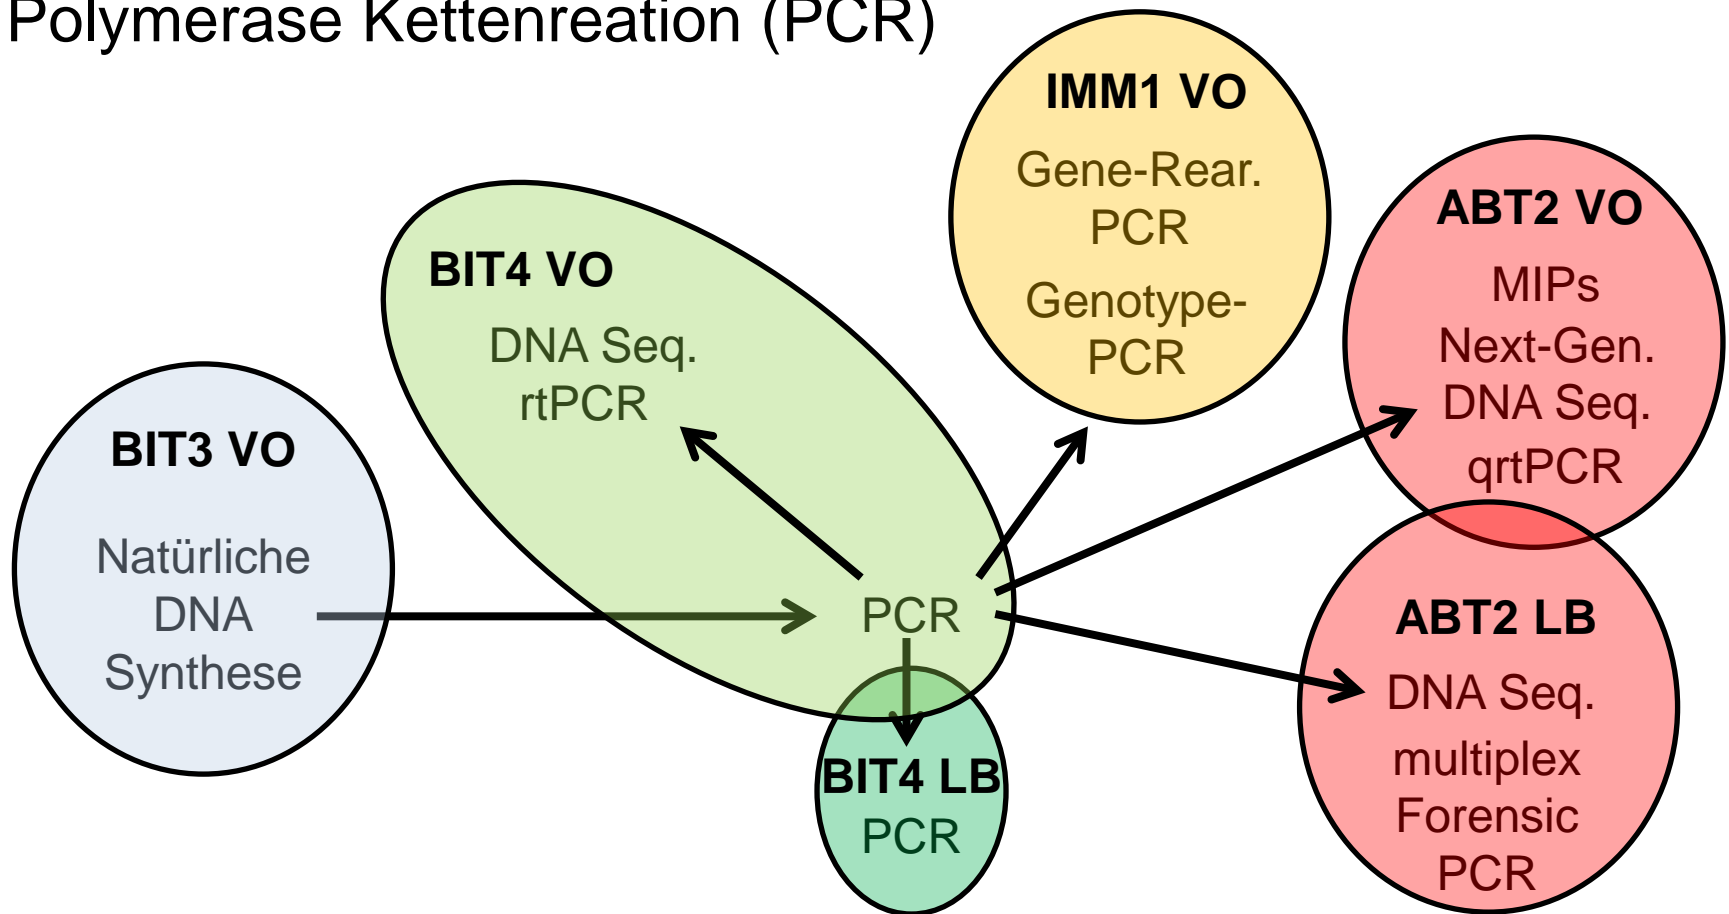 Polymerase Kettenreation (PCR)
BIT3 VO
Natürliche
DNA
Synthese
BIT4 VO
DNA Seq.
rtPCR
PCR
BIT4 LB
PCR
IMM1 VO
Gene-Rear.
PCR
Genotype-
PCR
ABT2 VO
MIPs
Next-Gen.
DNA Seq.
qrtPCR
ABT2 LB
DNA Seq.
multiplex
Forensic
PCR